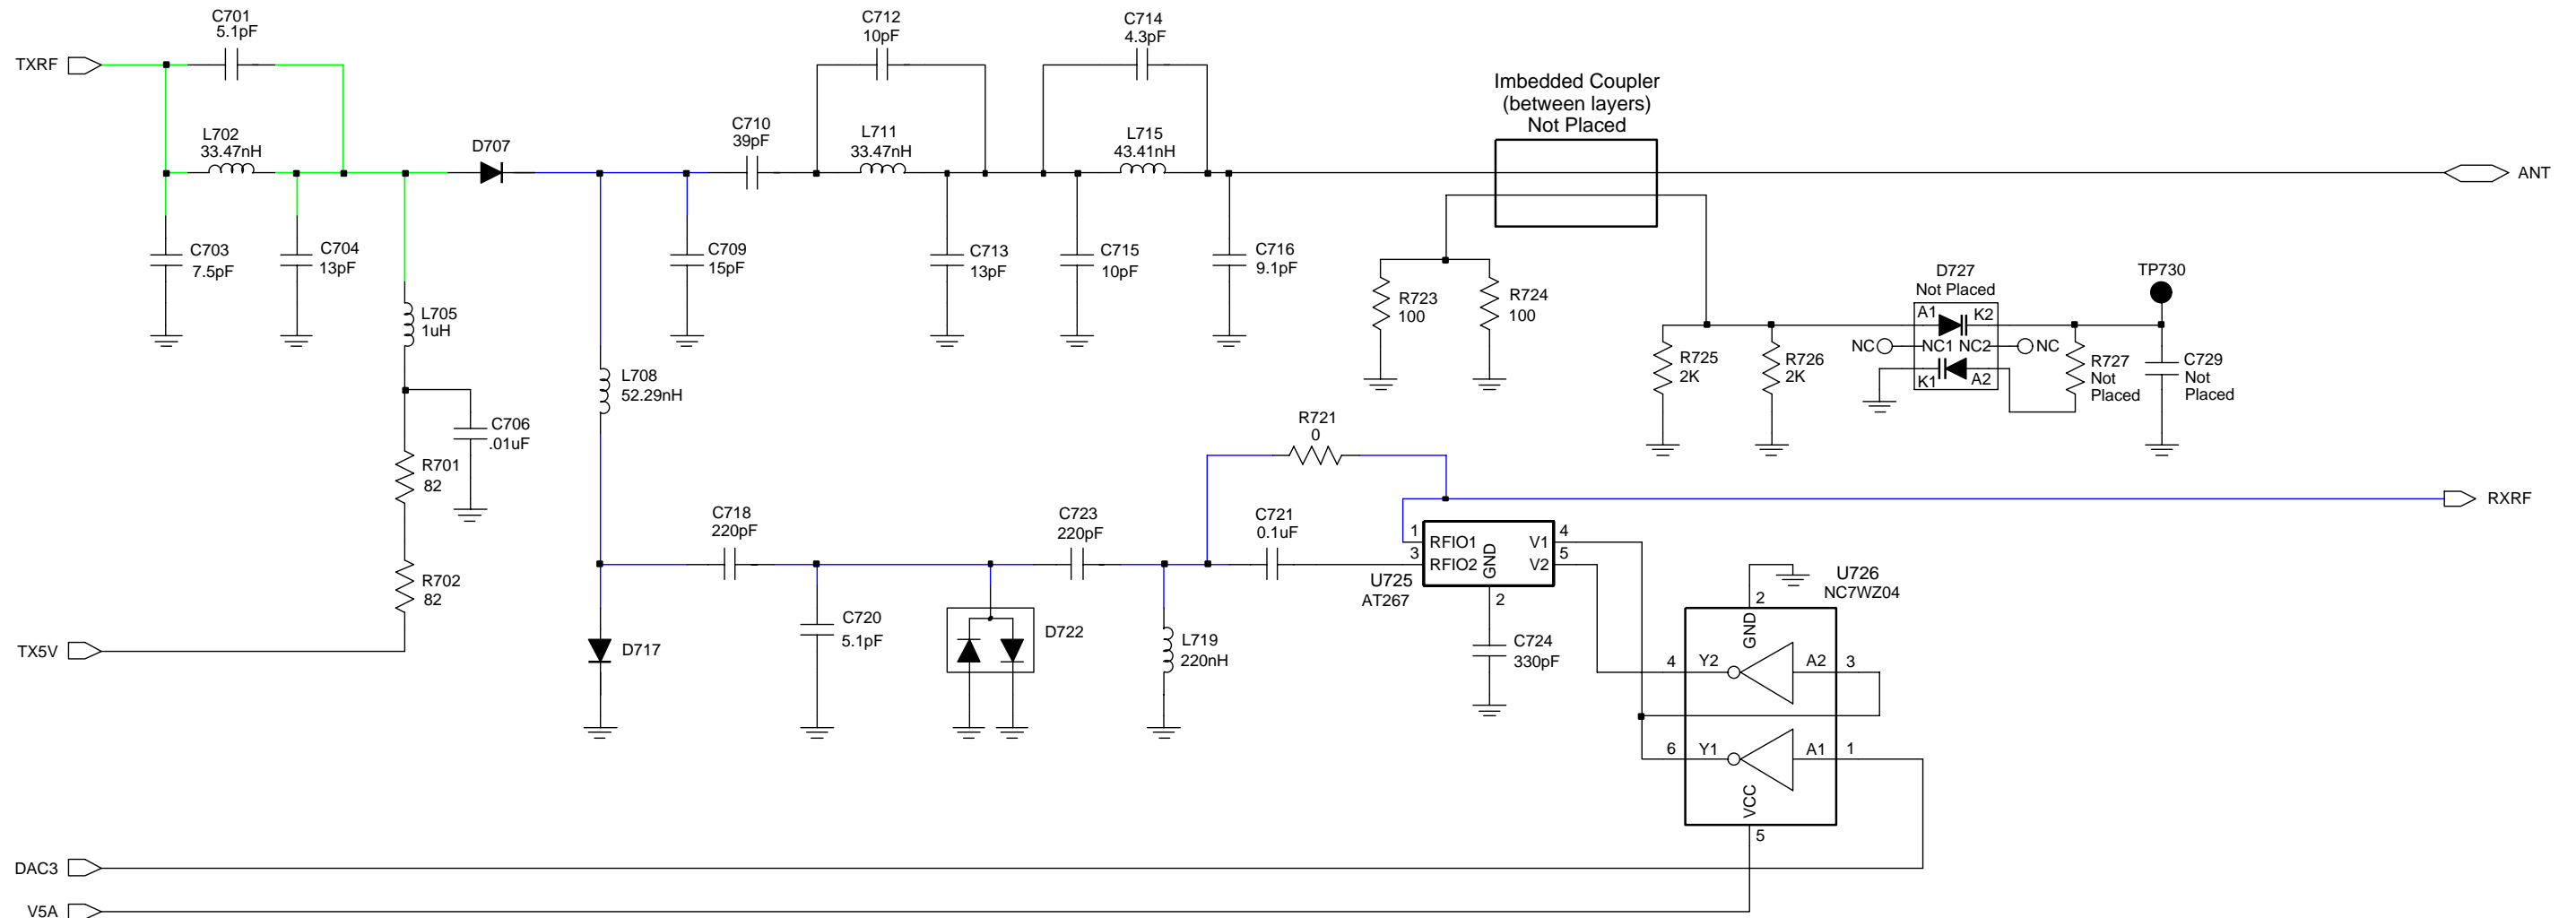 C701
5.1pF
TXRF
C712
10pF
C714
4.3pF
Imbedded Coupler
(between layers)
Not Placed
L702
33.47nH
D707
C710
39pF
L711
33.47nH
L715
43.41nH
ANT
C703
7.5pF
C704
13pF
C709
15pF
C713
13pF
C715
10pF
C716
9.1pF
L705
1uH
R723
100
R724
100
D727
Not Placed
TP730
A1
K2
NC
NC1
NC2
NC
K1
A2
R725
2K
R726
2K
R727
Not
Placed
C729
Not
Placed
L708
52.29nH
C706
.01uF
R701
82
R721
0
RXRF
C718
220pF
C723
220pF
C721
0.1uF
1
RFIO1
3
RFIO2
GND
V1
4
V2
5
2
U725
AT267
R702
82
U726
NC7WZ04
2
GND
C720
5.1pF
D722
L719
220nH
C724
330pF
D717
TX5V
4
Y2
A2
3
6
Y1
A1
1
VCC
5
DAC3
V5A